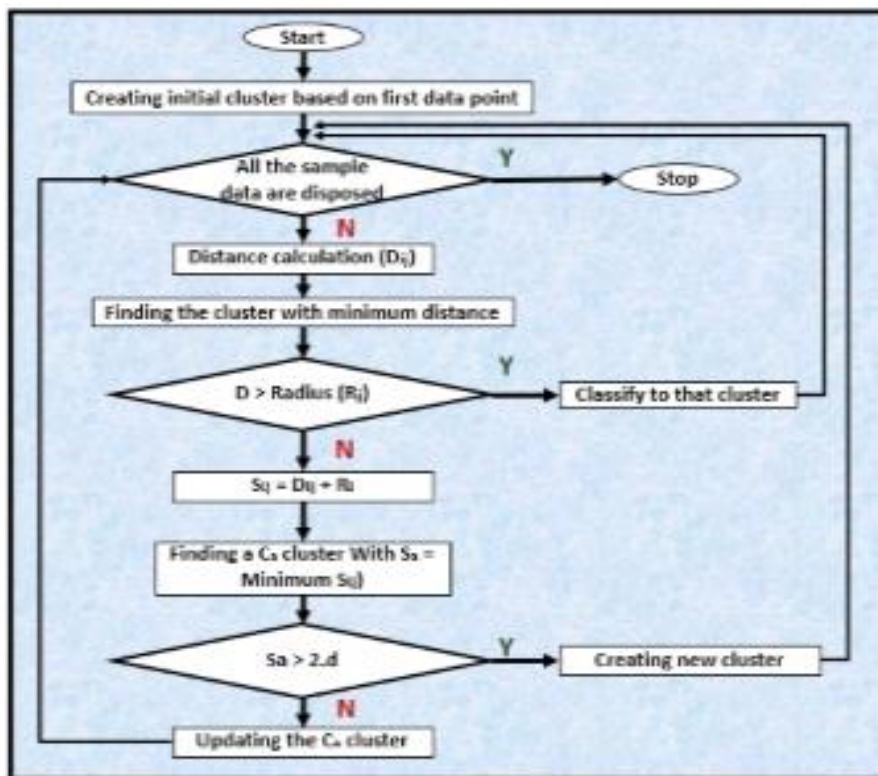 Start
Creating initial cluster based on first data point
All the sample
data are disposed
Y
Stop
N
Distance calculation (Dij)
Finding the cluster with minimum distance
D > Radius (Rj)
Y
Classify to that cluster
N
Sij = Dij + Rj
Finding a Ca cluster With Sa =
Minimum Sij)
Sa > 2.d
Y
Creating new cluster
N
Updating the Ca cluster